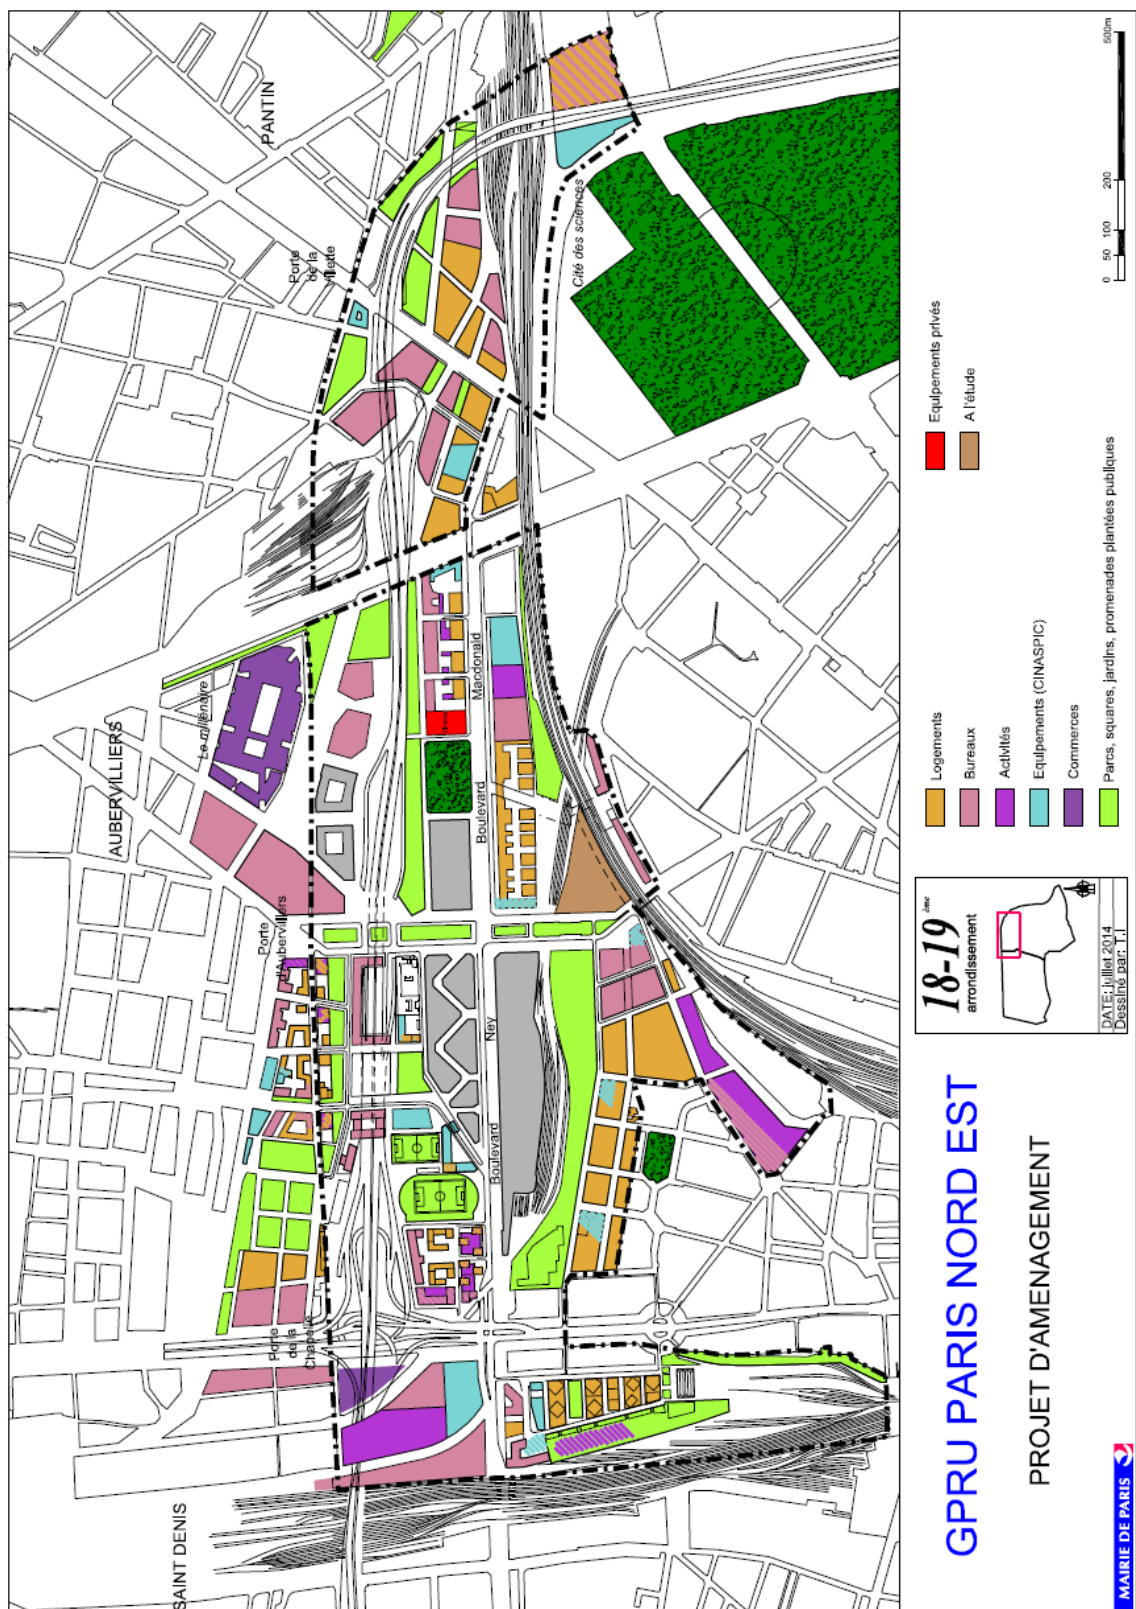 SAINT DENIS
AUBERVILLIERS
PANTIN
Porte
de la
Chapelle
Porte
d'Aubervilliers
Le millénaire
Porte
de la
Villette
Cité des sciences
Boulevard
Ney
Boulevard
Macdonald
GPRU PARIS NORD EST
PROJET D'AMENAGEMENT
MAIRIE DE PARIS
18-19 ème
arrondissement
DATE: juillet 2014
Dessiné par: T.I
Logements
Bureaux
Activités
Equipements (CINASPIC)
Commerces
Parcs, squares, jardins, promenades plantées publiques
Equipements privés
A l'étude
0 50 100 200 500m